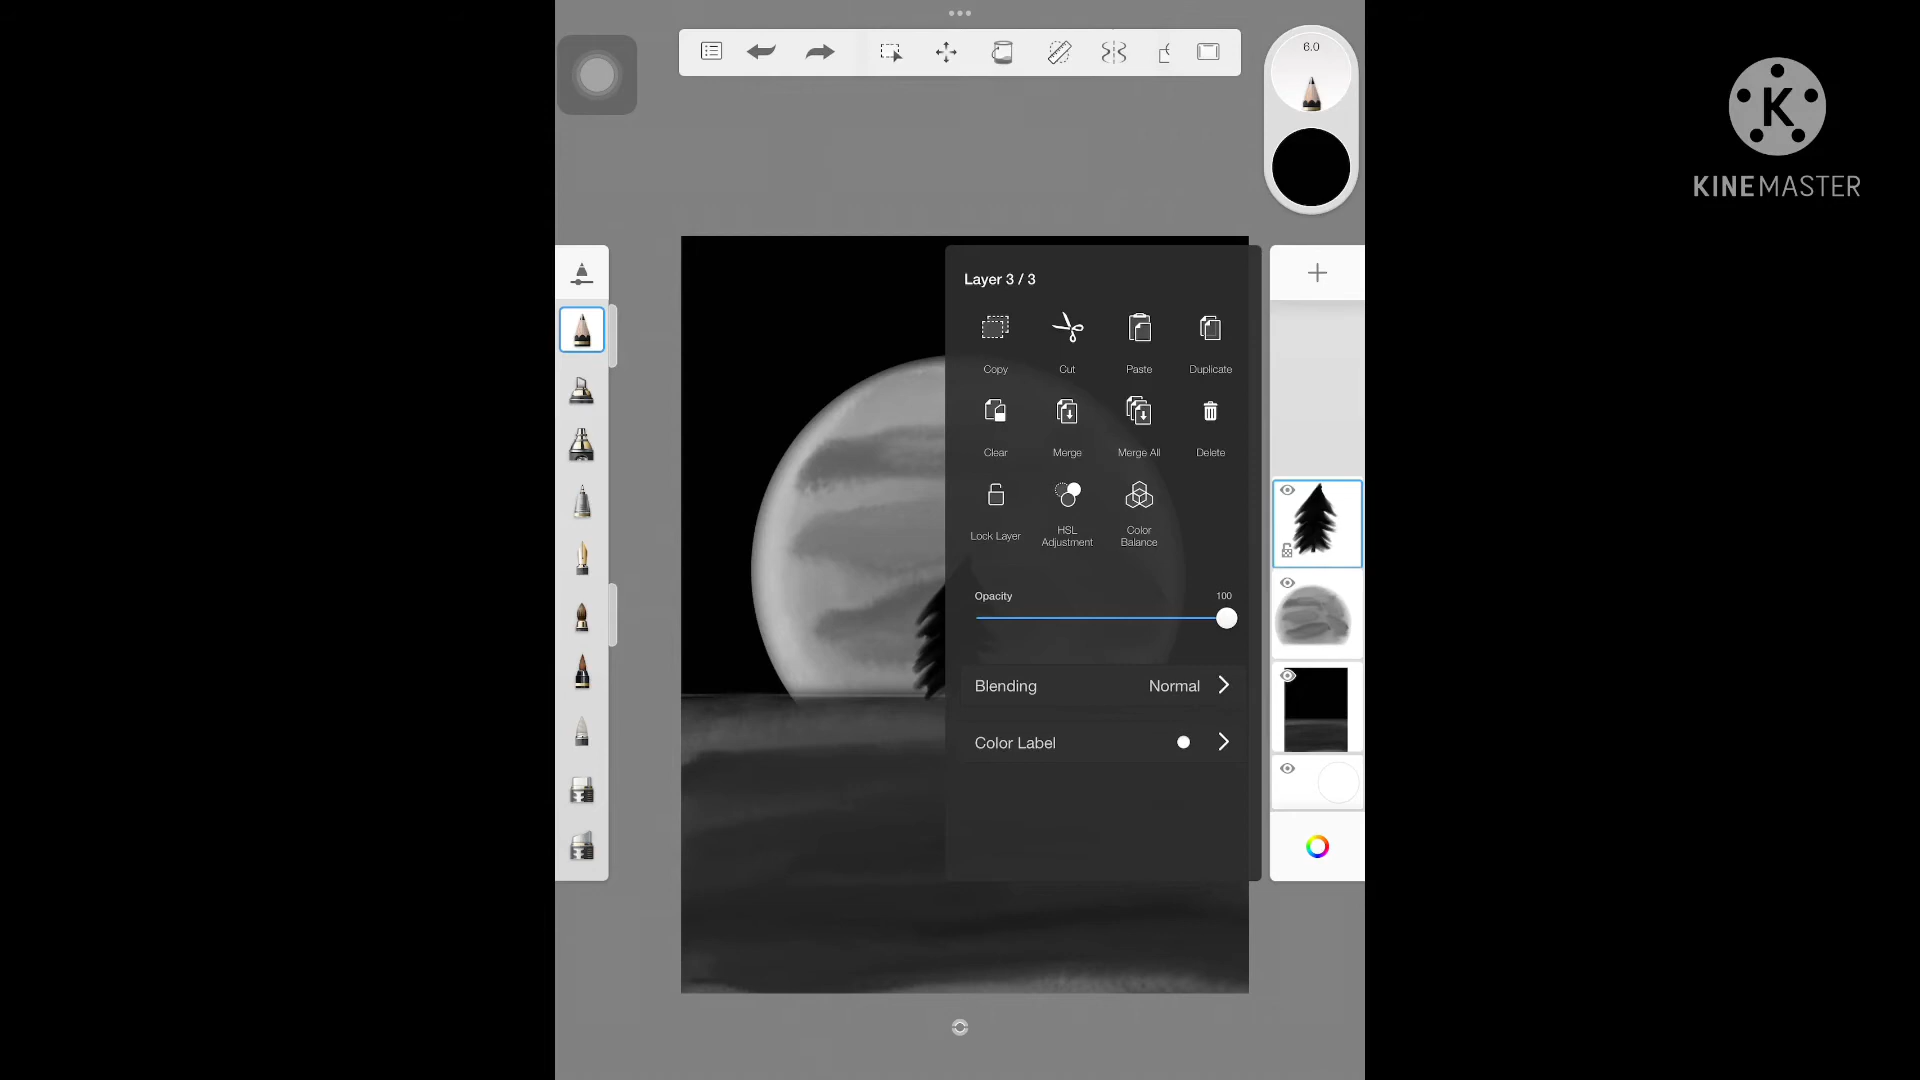 6.0
K
KINEMASTER
Layer 3 / 3
Copy Cut Paste Duplicate
Clear Merge Merge All Delete
Lock Layer HSL Adjustment Color Balance
Opacity 100
Blending Normal
Color Label